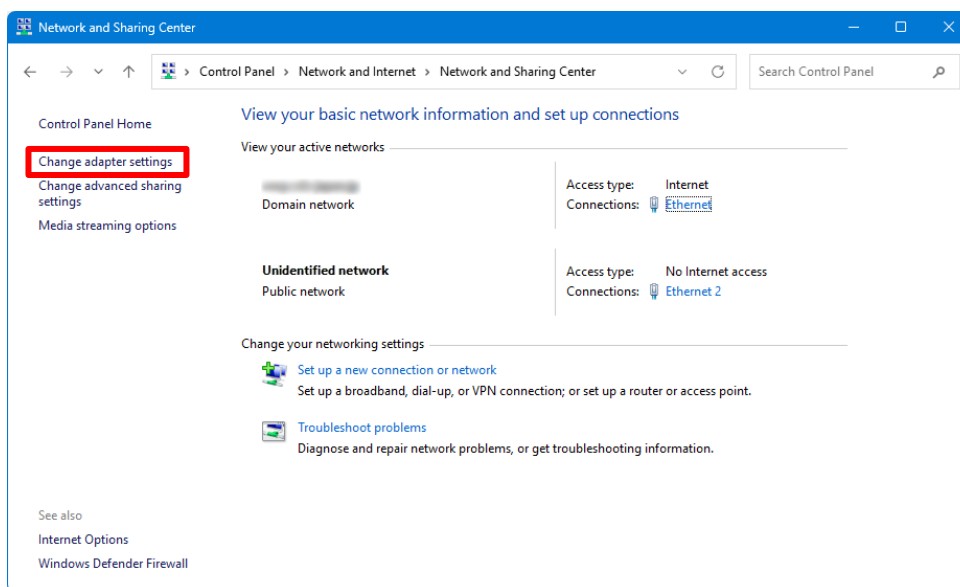 Network and Sharing Center
Control Panel > Network and Internet > Network and Sharing Center
Search Control Panel
Control Panel Home
Change adapter settings
Change advanced sharing
settings
Media streaming options
View your basic network information and set up connections
View your active networks
Domain network
Access type: Internet
Connections: Ethernet
Unidentified network
Public network
Access type: No Internet access
Connections: Ethernet 2
Change your networking settings
Set up a new connection or network
Set up a broadband, dial-up, or VPN connection; or set up a router or access point.
Troubleshoot problems
Diagnose and repair network problems, or get troubleshooting information.
See also
Internet Options
Windows Defender Firewall